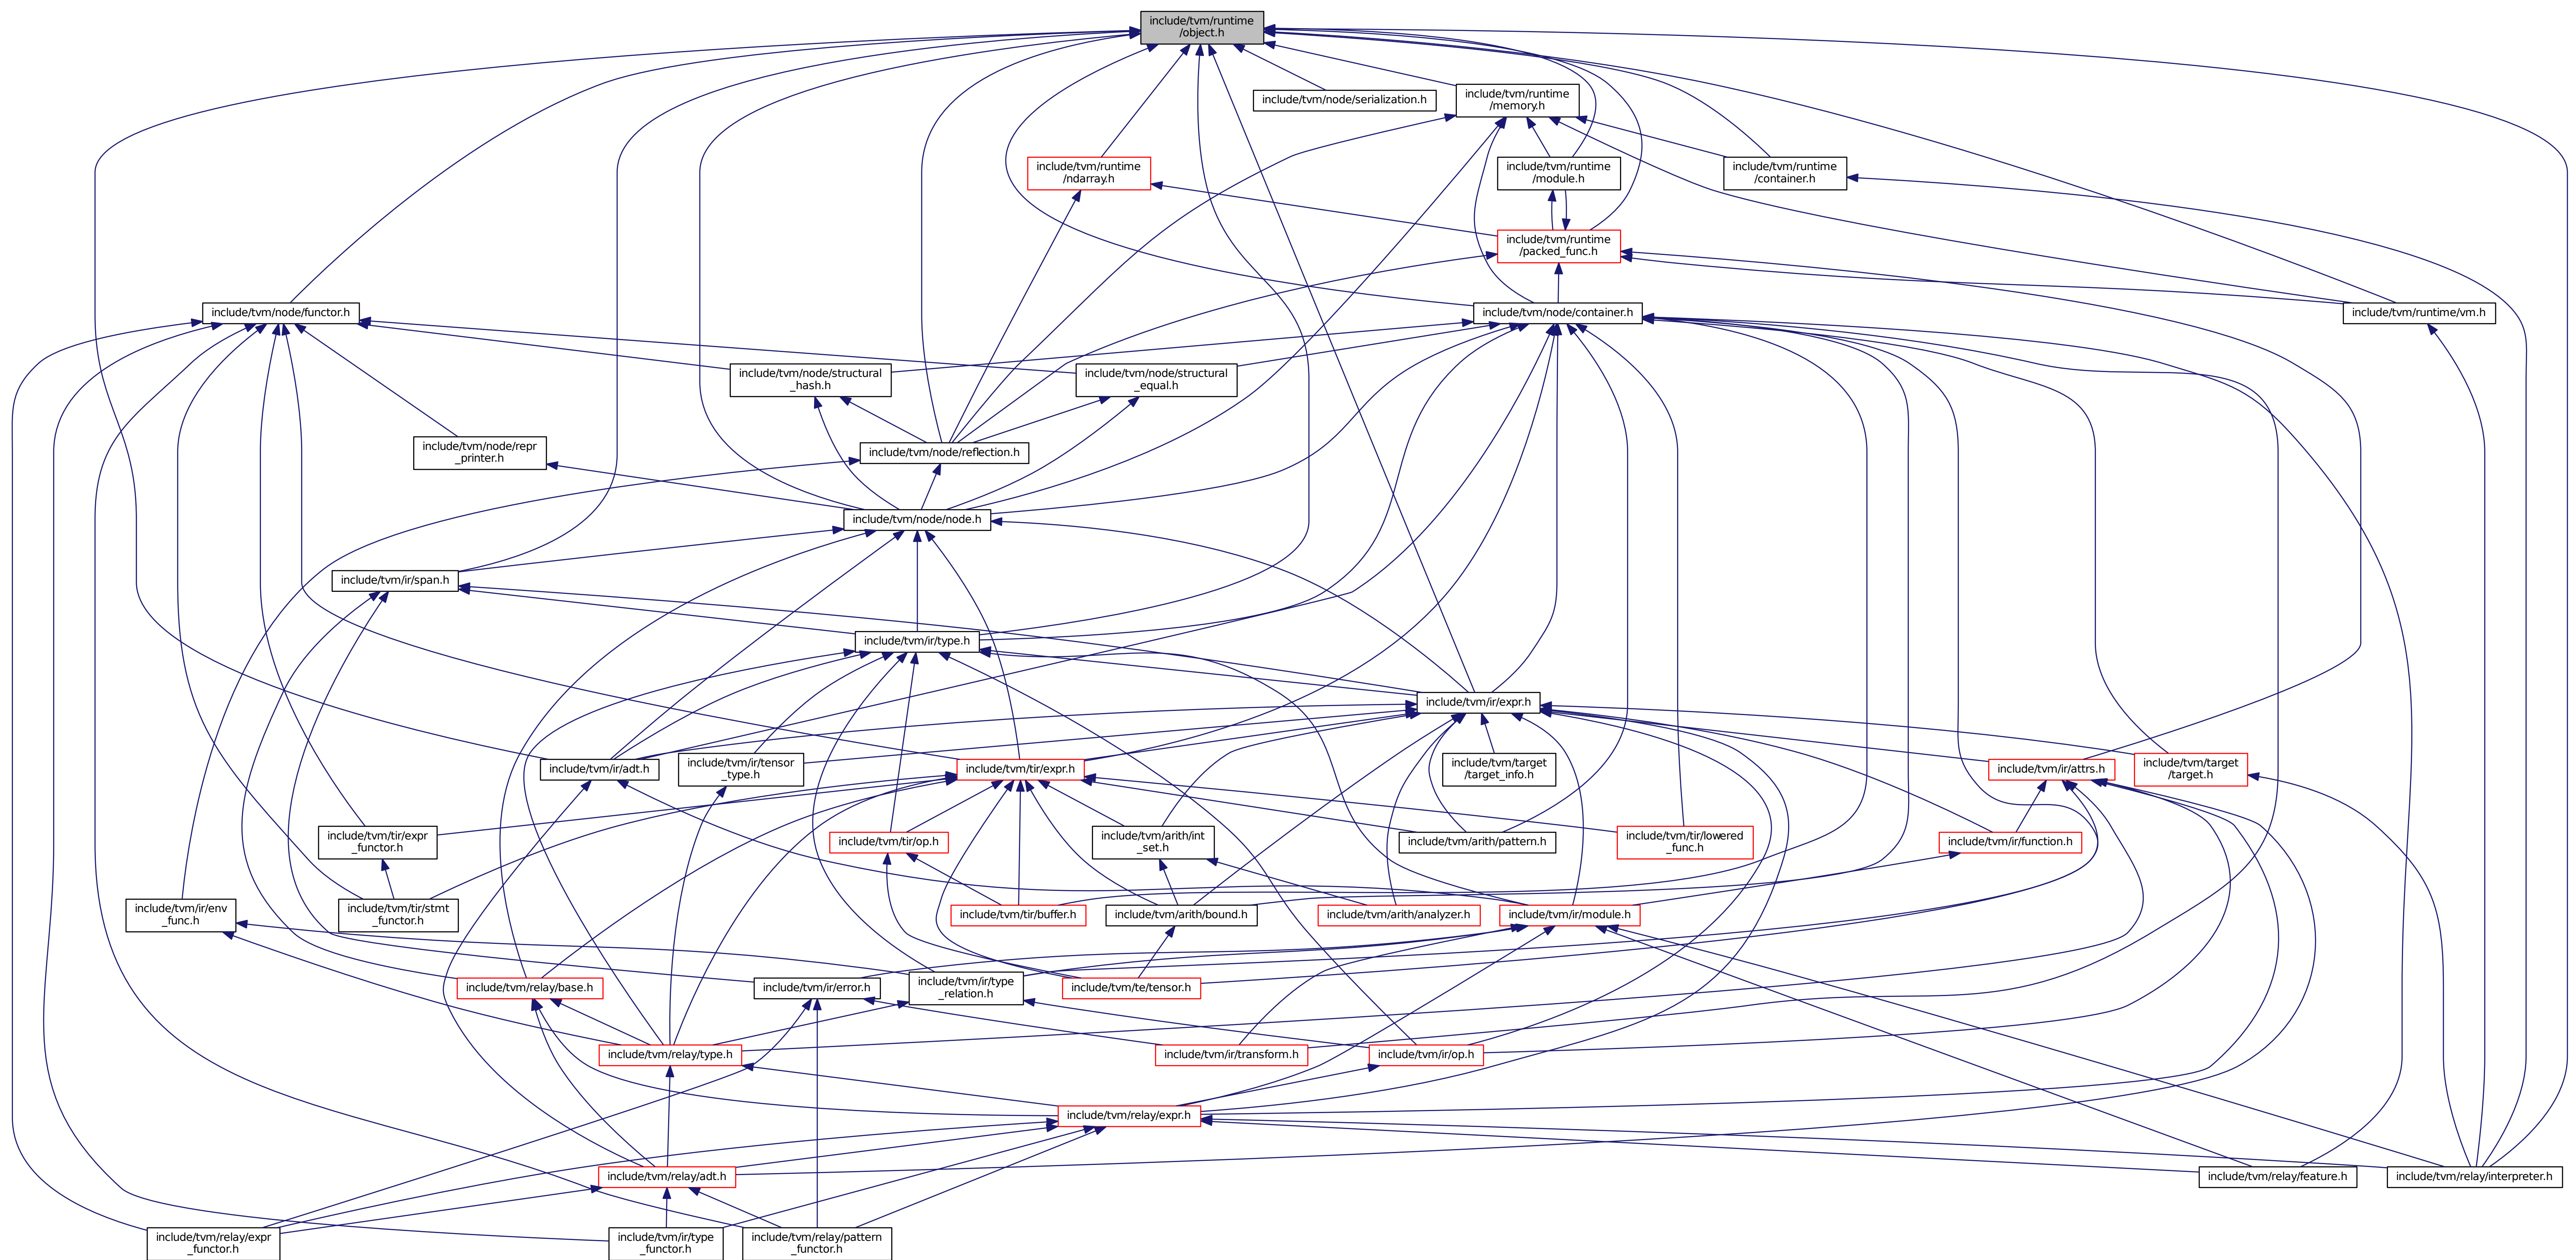 include/tvm/runtime
/object.h
include/tvm/node/serialization.h
include/tvm/runtime
/memory.h
include/tvm/runtime
/ndarray.h
include/tvm/runtime
/module.h
include/tvm/runtime
/container.h
include/tvm/runtime
/packed_func.h
include/tvm/node/functor.h
include/tvm/node/container.h
include/tvm/runtime/vm.h
include/tvm/node/structural
_hash.h
include/tvm/node/structural
_equal.h
include/tvm/node/repr
_printer.h
include/tvm/node/reflection.h
include/tvm/node/node.h
include/tvm/ir/span.h
include/tvm/ir/type.h
include/tvm/ir/expr.h
include/tvm/ir/adt.h
include/tvm/ir/tensor
_type.h
include/tvm/tir/expr.h
include/tvm/target
/target_info.h
include/tvm/ir/attrs.h
include/tvm/target
/target.h
include/tvm/tir/expr
_functor.h
include/tvm/tir/op.h
include/tvm/arith/int
_set.h
include/tvm/arith/pattern.h
include/tvm/tir/lowered
_func.h
include/tvm/ir/function.h
include/tvm/ir/env
_func.h
include/tvm/tir/stmt
_functor.h
include/tvm/tir/buffer.h
include/tvm/arith/bound.h
include/tvm/arith/analyzer.h
include/tvm/ir/module.h
include/tvm/relay/base.h
include/tvm/ir/error.h
include/tvm/ir/type
_relation.h
include/tvm/te/tensor.h
include/tvm/relay/type.h
include/tvm/ir/transform.h
include/tvm/ir/op.h
include/tvm/relay/expr.h
include/tvm/relay/adt.h
include/tvm/relay/feature.h
include/tvm/relay/interpreter.h
include/tvm/relay/expr
_functor.h
include/tvm/ir/type
_functor.h
include/tvm/relay/pattern
_functor.h